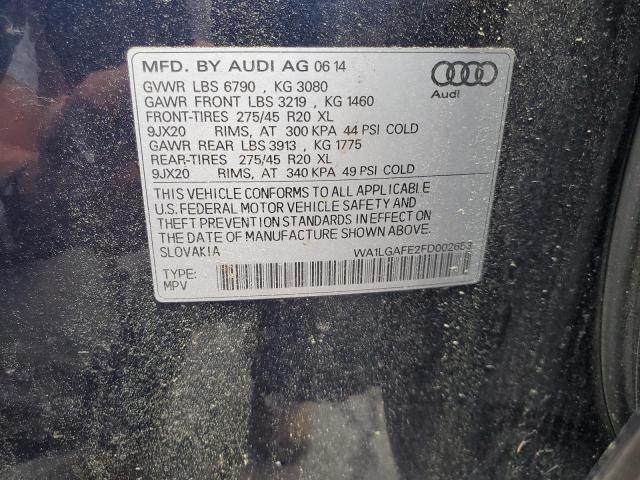 MFD. BY AUDI AG 06 14
GVWR LBS 6790 , KG 3080
GAWR FRONT LBS 3219 , KG 1460
FRONT-TIRES 275/45 R20 XL
9JX20 RIMS, AT 300 KPA 44 PSI COLD
GAWR REAR LBS 3913 , KG 1775
REAR-TIRES 275/45 R20 XL
9JX20 RIMS, AT 340 KPA 49 PSI COLD
Audi
THIS VEHICLE CONFORMS TO ALL APPLICABLE
U.S. FEDERAL MOTOR VEHICLE SAFETY AND
THEFT PREVENTION STANDARDS IN EFFECT ON
THE DATE OF MANUFACTURE SHOWN ABOVE.
SLOVAKIA WA1LGAFE2FD002653
TYPE:
MPV